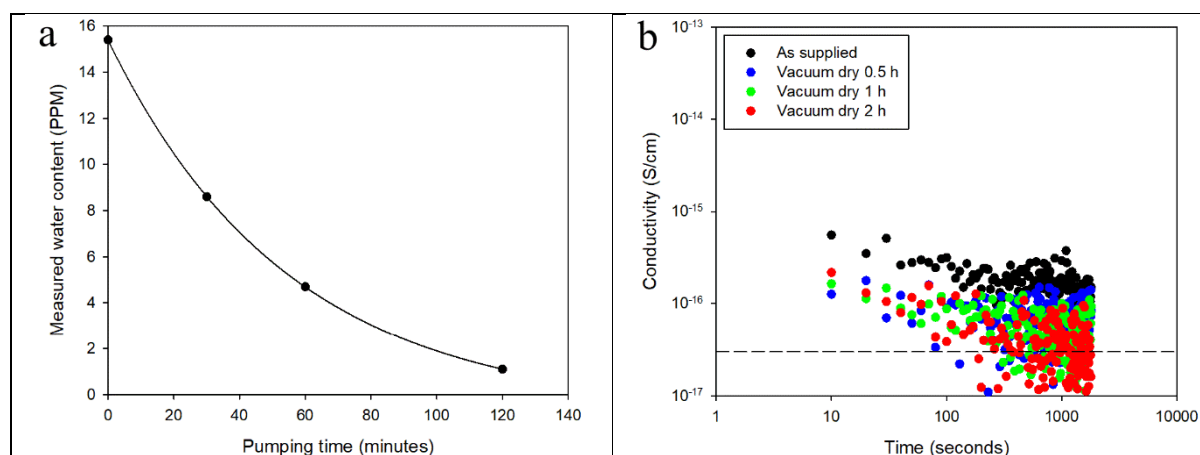 a
16
14
12
10
8
6
4
2
0
Measured water content (PPM)
0 20 40 60 80 100 120 140
Pumping time (minutes)
b
10-13
10-14
10-15
10-16
10-17
Conductivity (S/cm)
As supplied
Vacuum dry 0.5 h
Vacuum dry 1 h
Vacuum dry 2 h
1 10 100 1000 10000
Time (seconds)